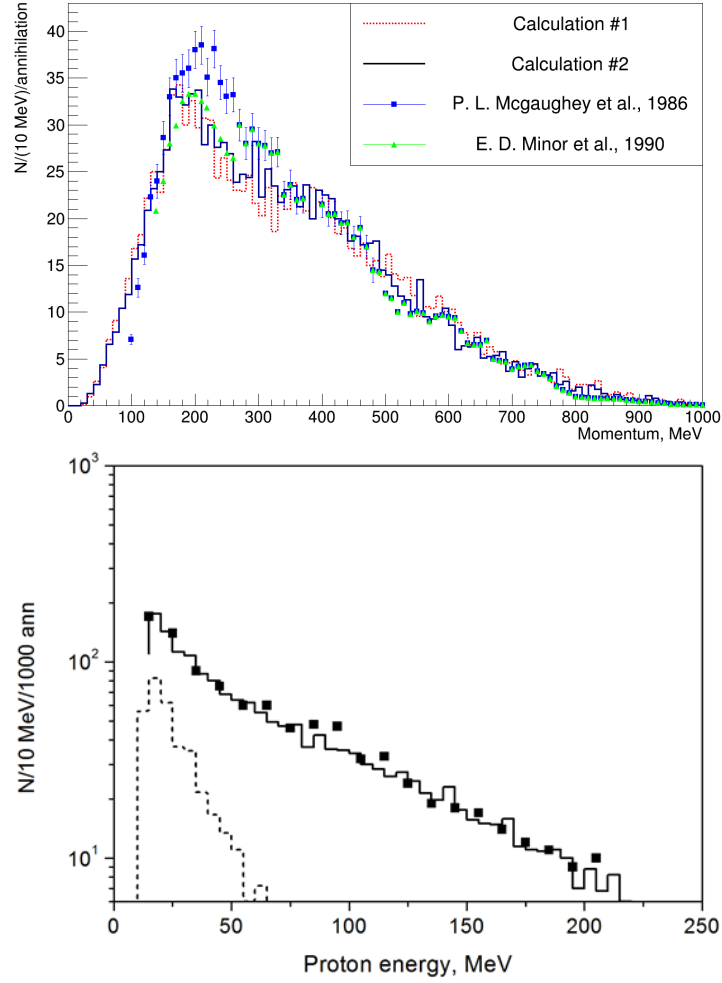 N/(10 MeV)/annihilation
40
35
30
25
20
15
10
5
0
Calculation #1
Calculation #2
P. L. Mcgaughey et al., 1986
E. D. Minor et al., 1990
0 100 200 300 400 500 600 700 800 900 1000
Momentum, MeV
N/10 MeV/1000 ann
10³
10²
10¹
0 50 100 150 200 250
Proton energy, MeV